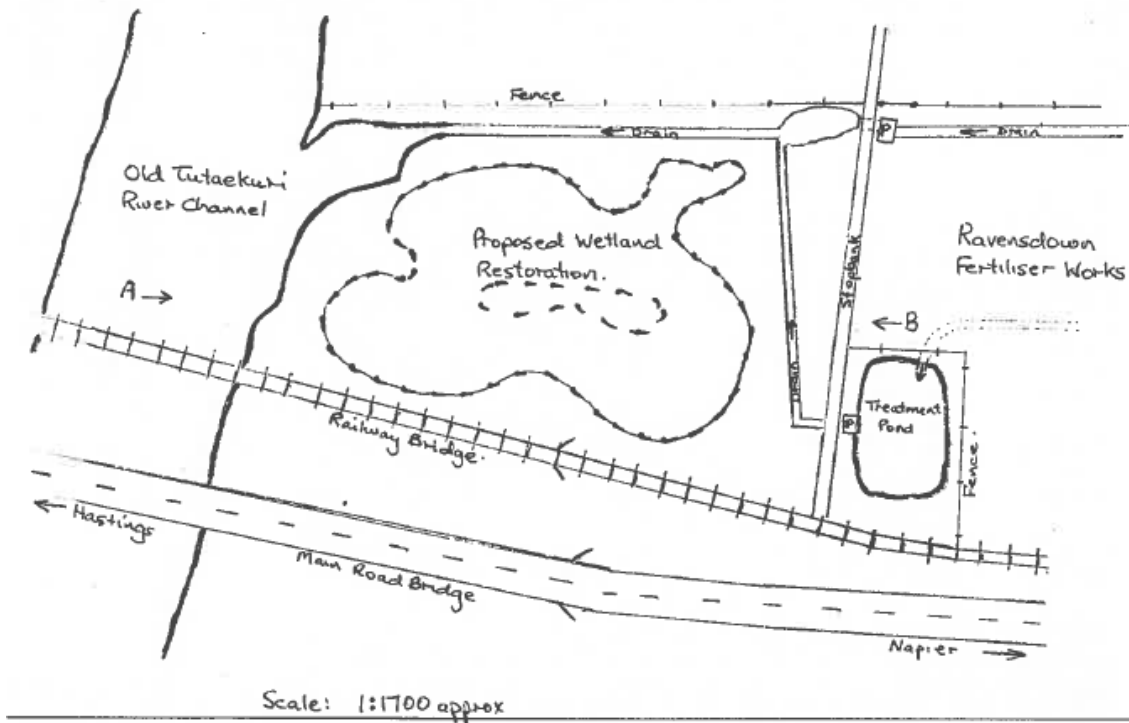 Fence
P
Drain
Drain
Old Tutaekuri
River Channel
Proposed Wetland
Restoration.
Ravensdown
Fertiliser Works
Stopbank
A
B
Drain
Treatment
Pond
P
Fence.
Railway Bridge.
Hastings
Main Road Bridge
Napier
Scale: 1:1700 approx